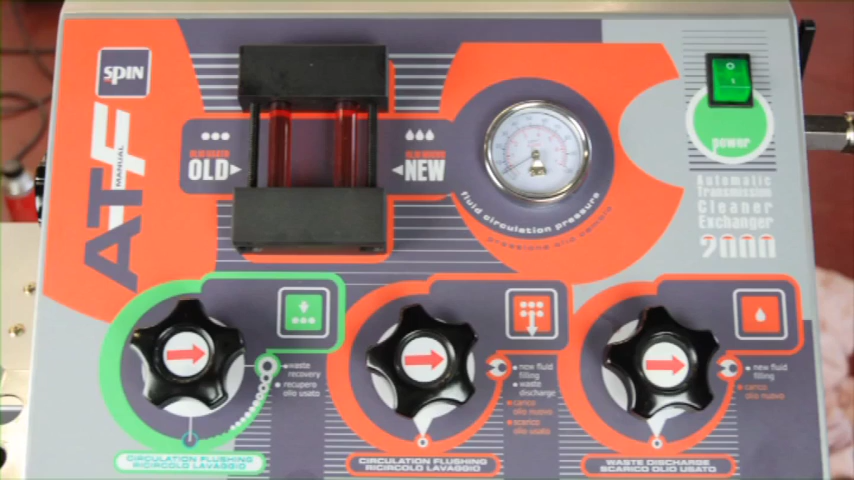 SPIN
ATF
MANUAL
OLD
NEW
fluid circulation pressure
pressione olio cambio
power
Automatic
Transmission
Cleaner
Exchanger
9000
waste
recovery
recupero
olio usato
new fluid
filling
waste
discharge
carico
olio nuovo
scarico
olio usato
new fluid
filling
carico
olio nuovo
CIRCULATION FLUSHING
RICIRCOLO LAVAGGIO
CIRCULATION FLUSHING
RICIRCOLO LAVAGGIO
WASTE DISCHARGE
SCARICO OLIO USATO